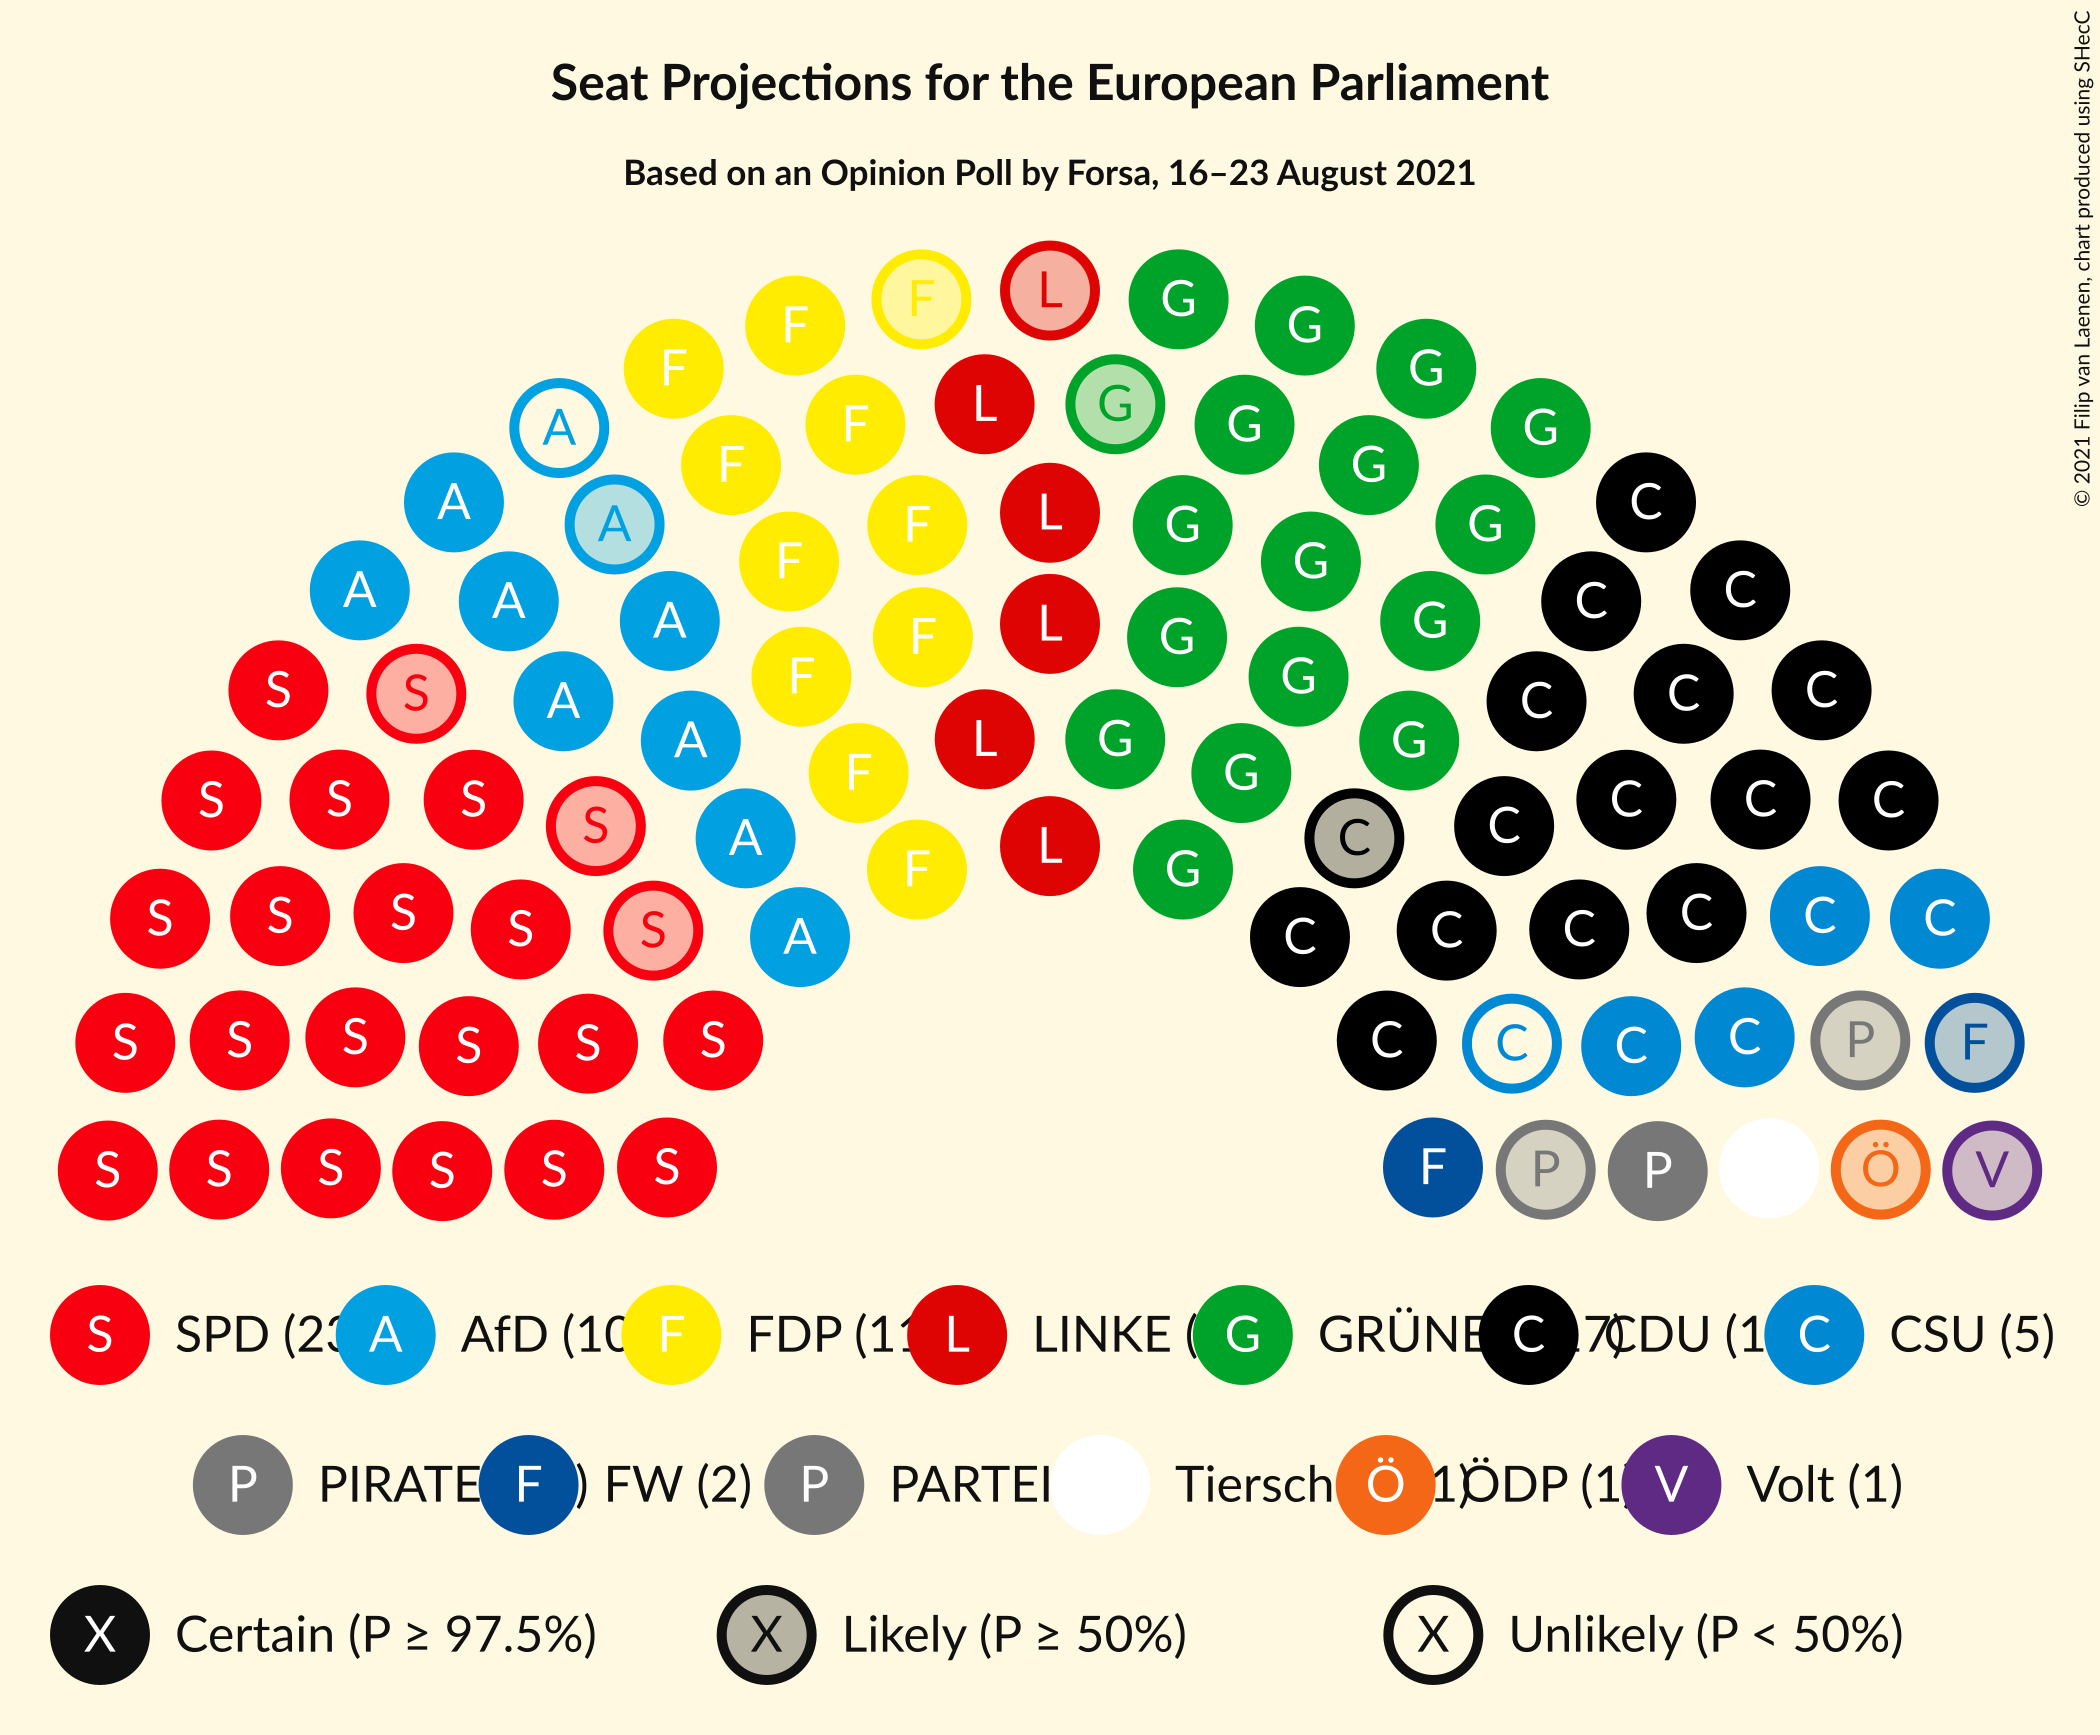 Seat Projections for the European Parliament
Based on an Opinion Poll by Forsa, 16–23 August 2021
© 2021 Filip van Laenen, chart produced using SHecC
F F L G G
F L G G G G
A F F G G
A A F L G G C
A A A F G G C C
S S A F L G G C C C
S S S A F L G G C C C C
S S S S S A F L G C C C C C C
S S S S S A C C C C C C
S S S S S S C C C C P F
S S S S S S F P P Ö V
S SPD (23 A AfD (10 F FDP (11 L LINKE ( G GRÜNE C 7) CDU (1 C CSU (5)
P PIRATE F ) FW (2) P PARTEI Tiersch Ö 1) ÖDP (1) V Volt (1)
X Certain (P ≥ 97.5%) X Likely (P ≥ 50%) X Unlikely (P < 50%)